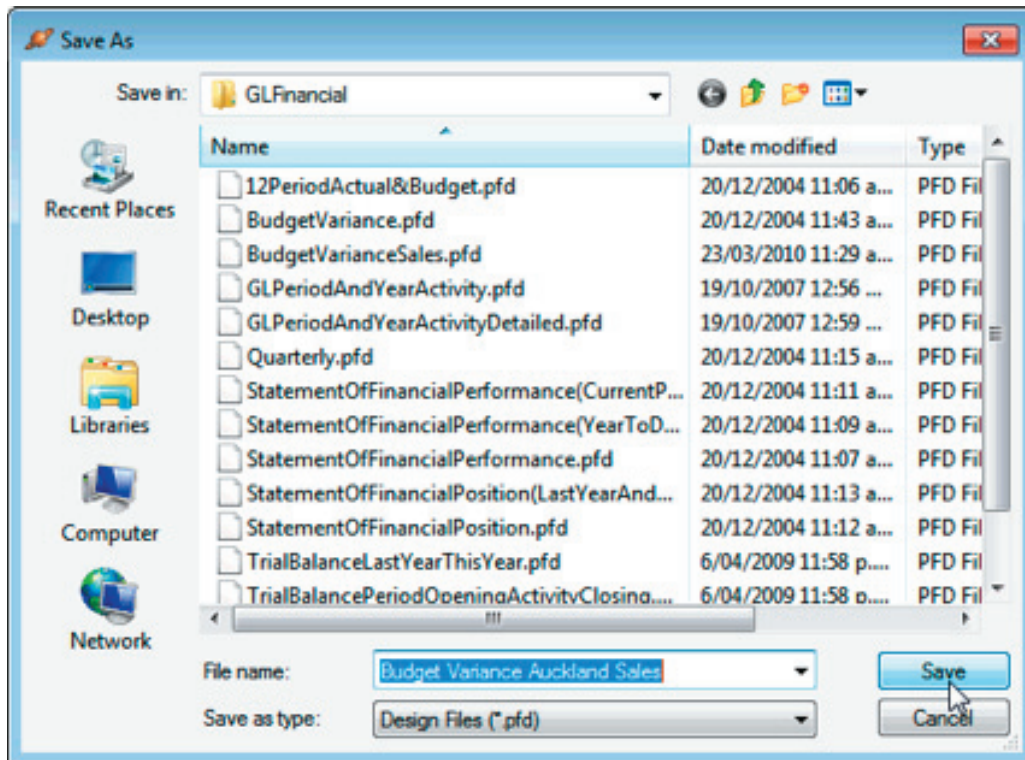 Save As
Save in: GLFinancial
Name Date modified Type
12PeriodActual&Budget.pfd 20/12/2004 11:06 a... PFD Fil
BudgetVariance.pfd 20/12/2004 11:43 a... PFD Fil
BudgetVarianceSales.pfd 23/03/2010 11:29 a... PFD Fil
GLPeriodAndYearActivity.pfd 19/10/2007 12:56 ... PFD Fil
GLPeriodAndYearActivityDetailed.pfd 19/10/2007 12:59 ... PFD Fil
Quarterly.pfd 20/12/2004 11:15 a... PFD Fil
StatementOfFinancialPerformance(CurrentP... 20/12/2004 11:11 a... PFD Fil
StatementOfFinancialPerformance(YearToD... 20/12/2004 11:09 a... PFD Fil
StatementOfFinancialPerformance.pfd 20/12/2004 11:07 a... PFD Fil
StatementOfFinancialPosition(LastYearAnd... 20/12/2004 11:13 a... PFD Fil
StatementOfFinancialPosition.pfd 20/12/2004 11:12 a... PFD Fil
TrialBalanceLastYearThisYear.pfd 6/04/2009 11:58 p.... PFD Fil
TrialBalancePeriodOpeningActivityClosing.... 6/04/2009 11:58 p.... PFD Fil
Recent Places
Desktop
Libraries
Computer
Network
File name: Budget Variance Auckland Sales Save
Save as type: Design Files (*.pfd) Cancel